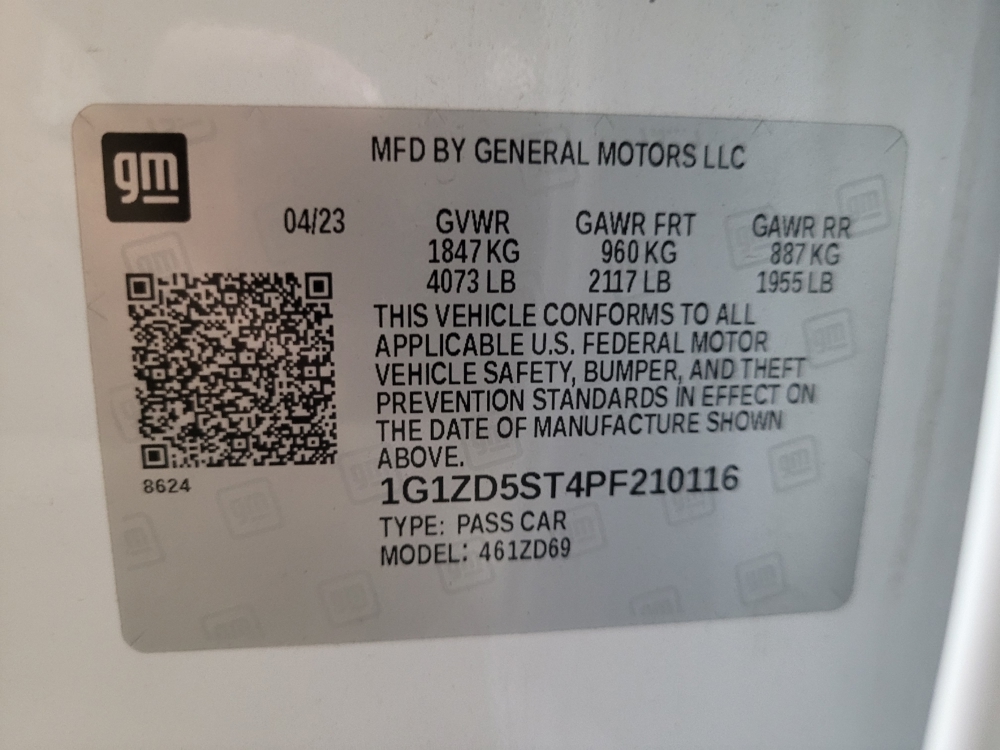 gm
MFD BY GENERAL MOTORS LLC
04/23 GVWR GAWR FRT GAWR RR
1847 KG 960 KG 887 KG
4073 LB 2117 LB 1955 LB
THIS VEHICLE CONFORMS TO ALL
APPLICABLE U.S. FEDERAL MOTOR
VEHICLE SAFETY, BUMPER, AND THEFT
PREVENTION STANDARDS IN EFFECT ON
THE DATE OF MANUFACTURE SHOWN
ABOVE.
8624
1G1ZD5ST4PF210116
TYPE: PASS CAR
MODEL: 461ZD69